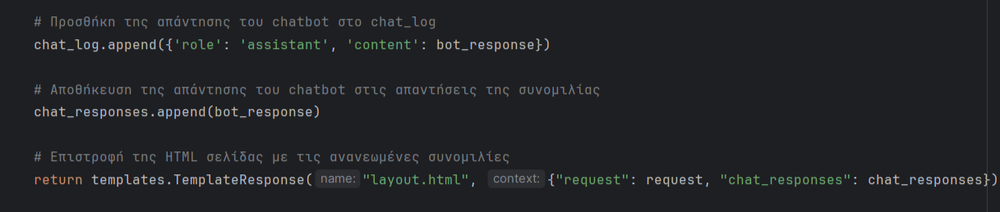 # Προσθήκη της απάντησης του chatbot στο chat_log
chat_log.append({'role': 'assistant', 'content': bot_response})
# Αποθήκευση της απάντησης του chatbot στις απαντήσεις της συνομιλίας
chat_responses.append(bot_response)
# Επιστροφή της HTML σελίδας με τις ανανεωμένες συνομιλίες
return templates.TemplateResponse( name: "layout.html", context: {"request": request, "chat_responses": chat_responses})